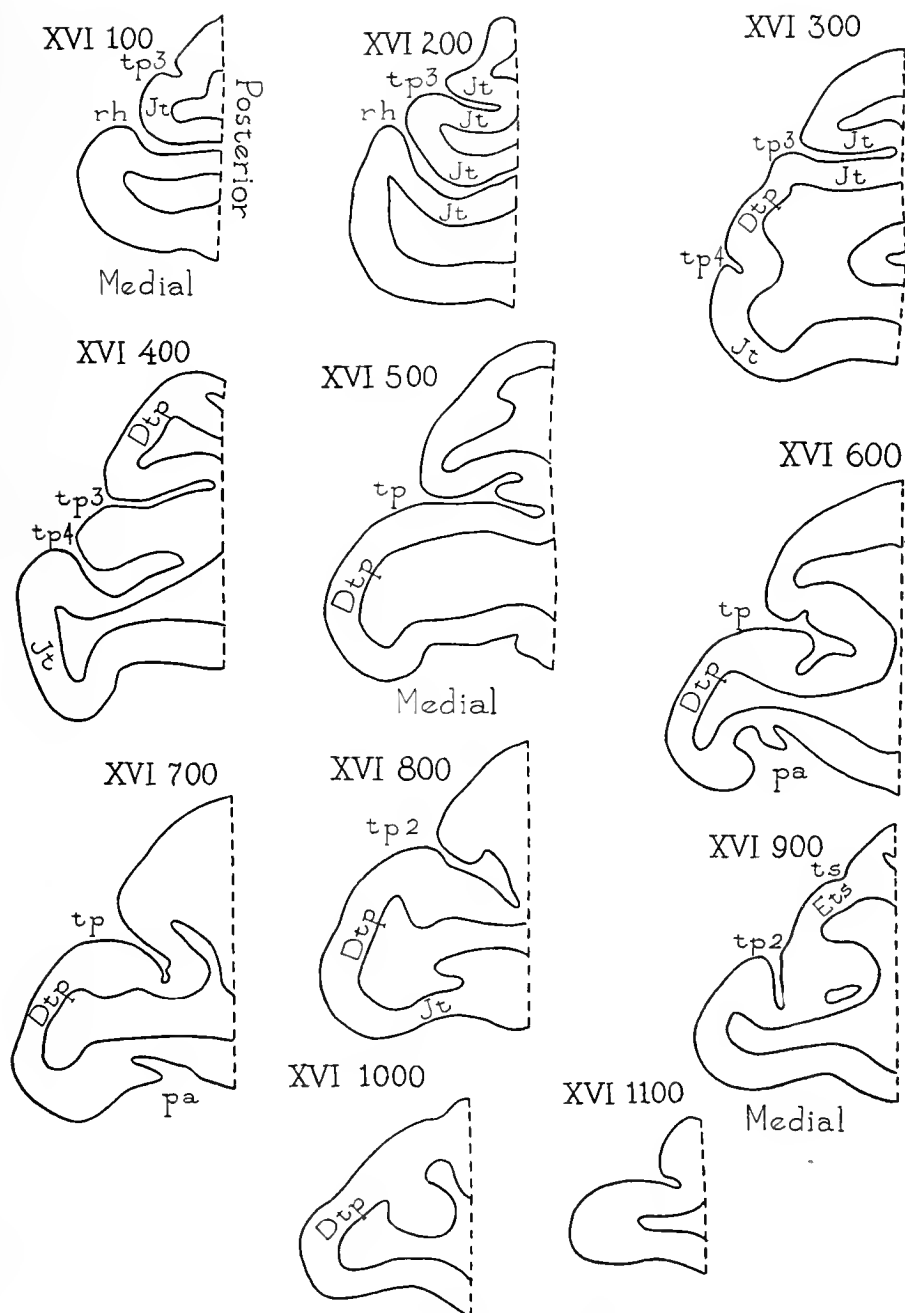 XVI 100
tp3
Jt
rh
Posterior
Medial
XVI 200
tp3
Jt
rh
Jt
Jt
Jt
XVI 300
tp3
Jt
Jt
Dtp
tp4
Jt
XVI 400
Dtp
tp3
tp4
Jt
XVI 500
tp
Dtp
Medial
XVI 600
tp
Dtp
pa
XVI 700
tp
Dtp
pa
XVI 800
tp2
Dtp
Jt
XVI 900
ts
Ets
tp2
Medial
XVI 1000
Dtp
XVI 1100